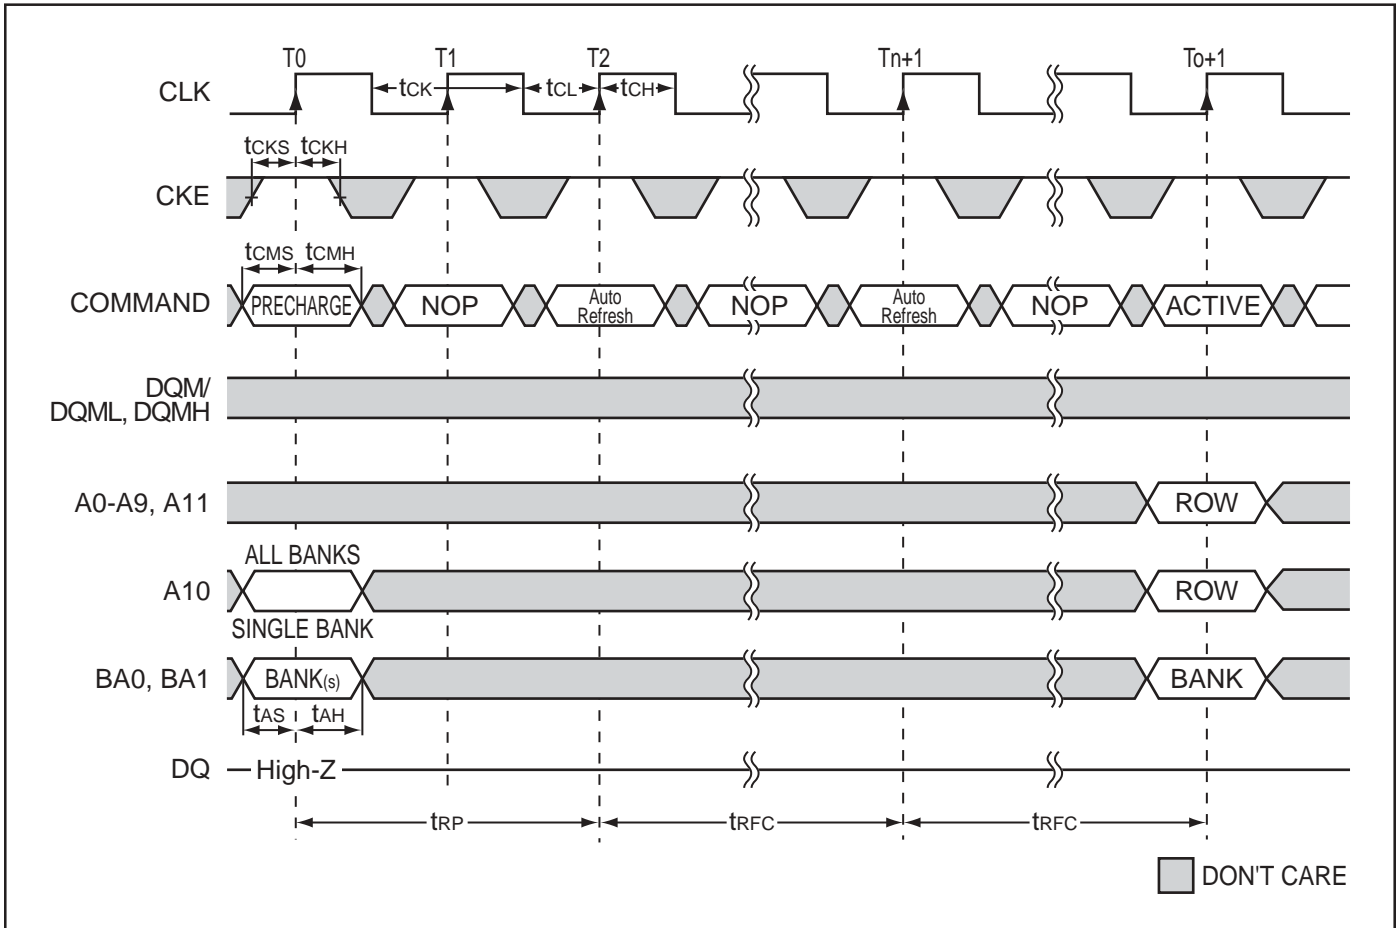 T0 T1 T2 Tn+1 To+1
CLK tCK tCL tCH
tCKS tCKH
CKE
tCMS tCMH
COMMAND PRECHARGE NOP Auto Refresh NOP Auto Refresh NOP ACTIVE
DQM/
DQML, DQMH
A0-A9, A11 ROW
ALL BANKS
A10 ROW
SINGLE BANK
BA0, BA1 BANK(s) BANK
tAS tAH
DQ High-Z
tRP tRFC tRFC
DON'T CARE